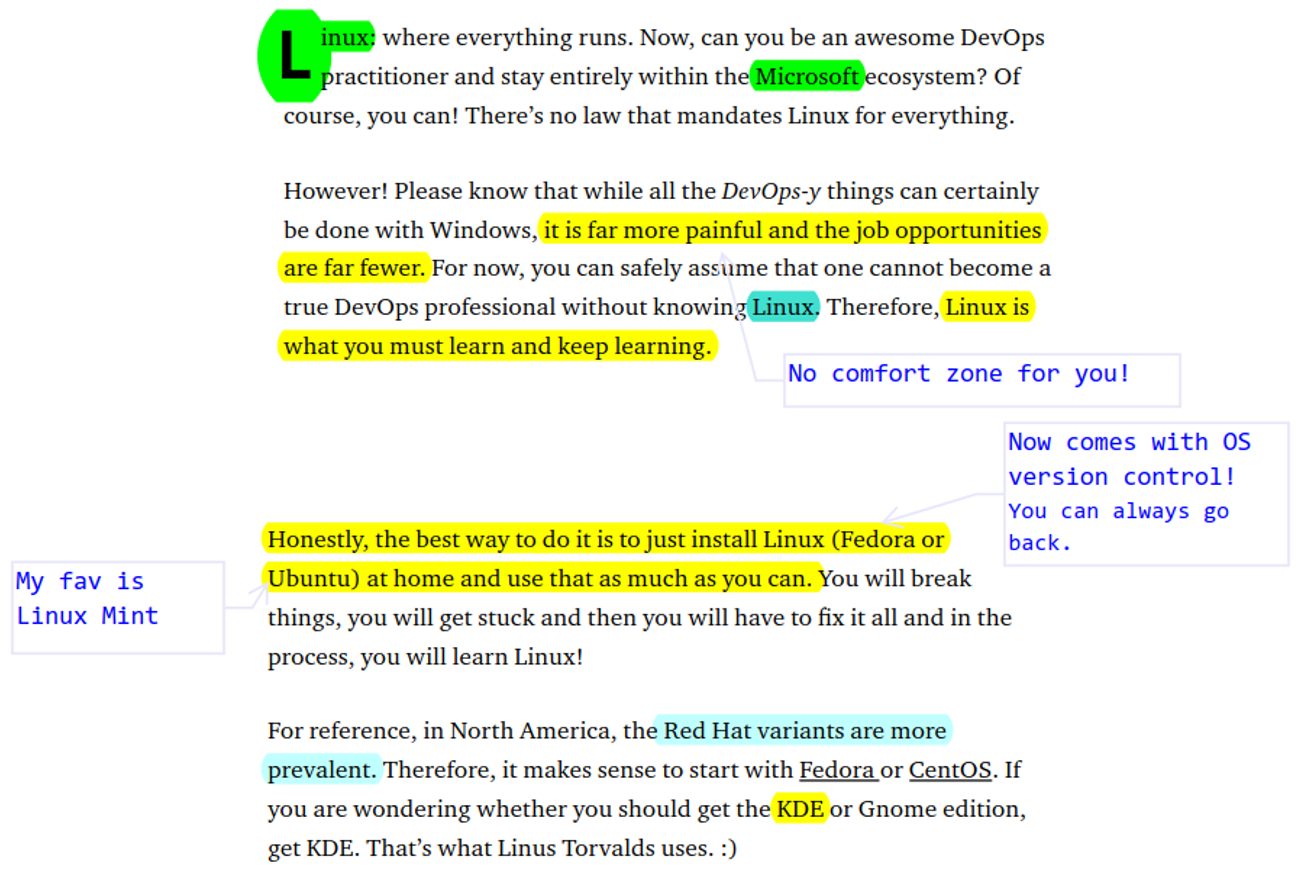 Linux: where everything runs. Now, can you be an awesome DevOps
practitioner and stay entirely within the Microsoft ecosystem? Of
course, you can! There’s no law that mandates Linux for everything.
However! Please know that while all the DevOps-y things can certainly
be done with Windows, it is far more painful and the job opportunities
are far fewer. For now, you can safely assume that one cannot become a
true DevOps professional without knowing Linux. Therefore, Linux is
what you must learn and keep learning.
No comfort zone for you!
Now comes with OS
version control!
You can always go
back.
Honestly, the best way to do it is to just install Linux (Fedora or
Ubuntu) at home and use that as much as you can. You will break
things, you will get stuck and then you will have to fix it all and in the
process, you will learn Linux!
My fav is
Linux Mint
For reference, in North America, the Red Hat variants are more
prevalent. Therefore, it makes sense to start with Fedora or CentOS. If
you are wondering whether you should get the KDE or Gnome edition,
get KDE. That’s what Linus Torvalds uses. :)